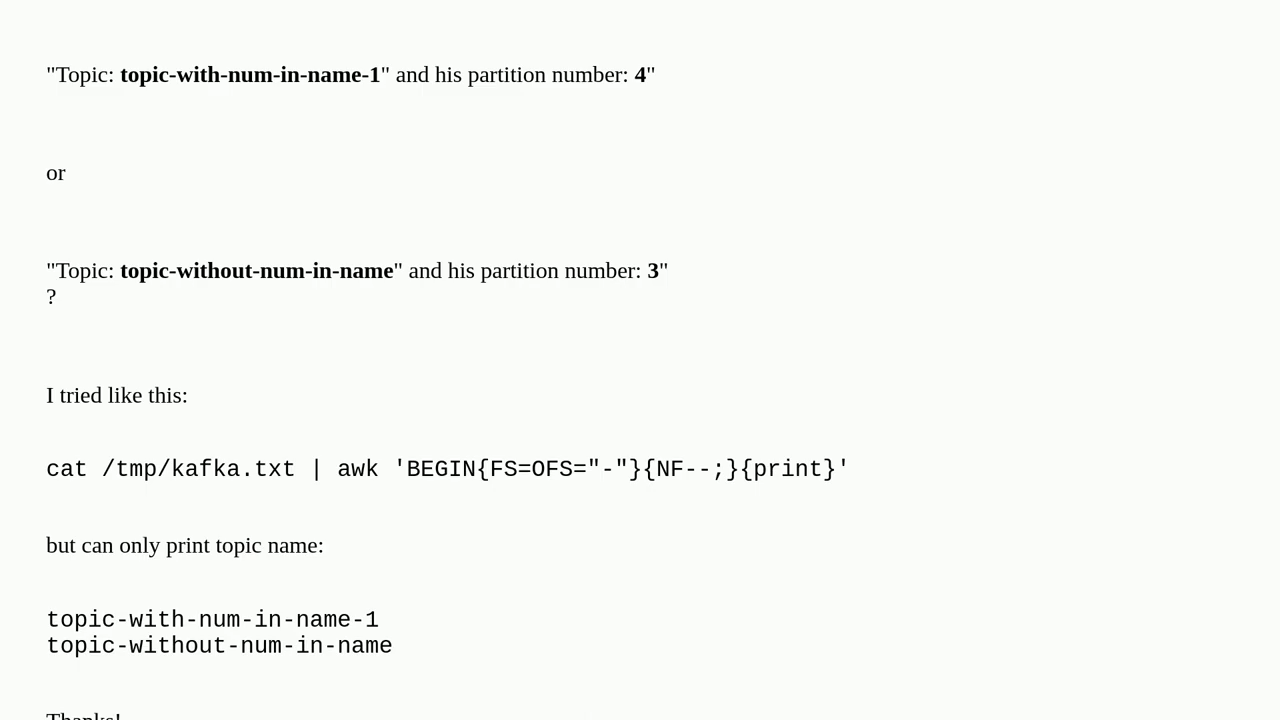 "Topic: topic-with-num-in-name-1" and his partition number: 4"
or
"Topic: topic-without-num-in-name" and his partition number: 3"
?
I tried like this:
cat /tmp/kafka.txt | awk 'BEGIN{FS=OFS="-"}{NF--;}{print}'
but can only print topic name:
topic-with-num-in-name-1
topic-without-num-in-name
Thanks!